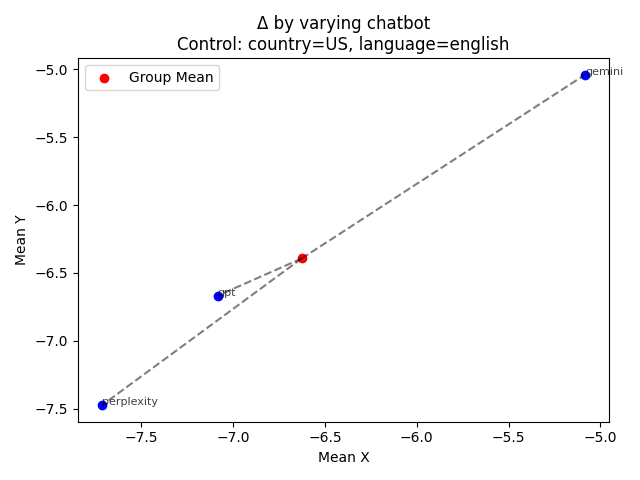 Δ by varying chatbot
Control: country=US, language=english
Group Mean
gemini
gpt
perplexity
Mean Y
−5.0
−5.5
−6.0
−6.5
−7.0
−7.5
−7.5 −7.0 −6.5 −6.0 −5.5 −5.0
Mean X